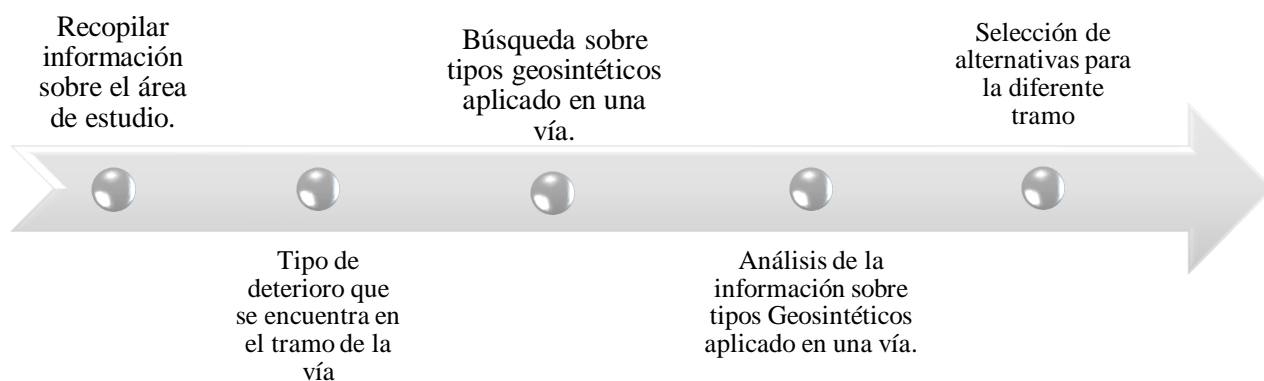 Recopilar
información
sobre el área
de estudio.
Tipo de
deterioro que
se encuentra en
el tramo de la
vía
Búsqueda sobre
tipos geosintéticos
aplicado en una
vía.
Análisis de la
información sobre
tipos Geosintéticos
aplicado en una vía.
Selección de
alternativas para
la diferente
tramo